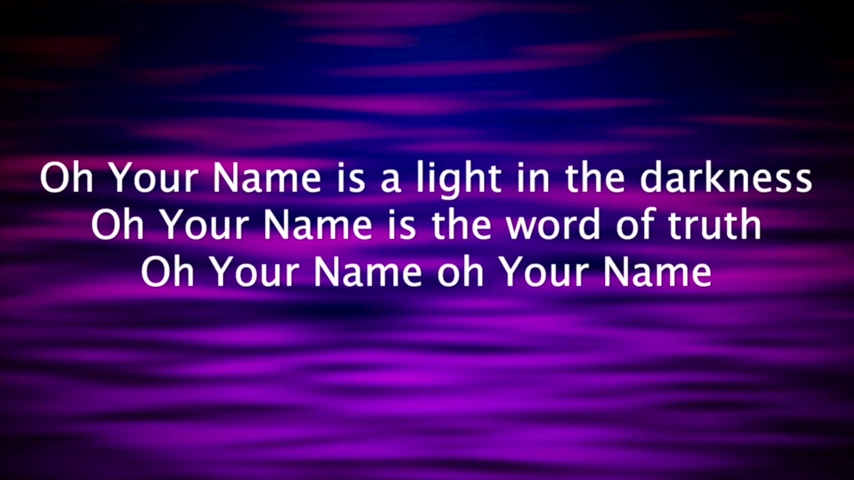 Oh Your Name is a light in the darkness
Oh Your Name is the word of truth
Oh Your Name oh Your Name